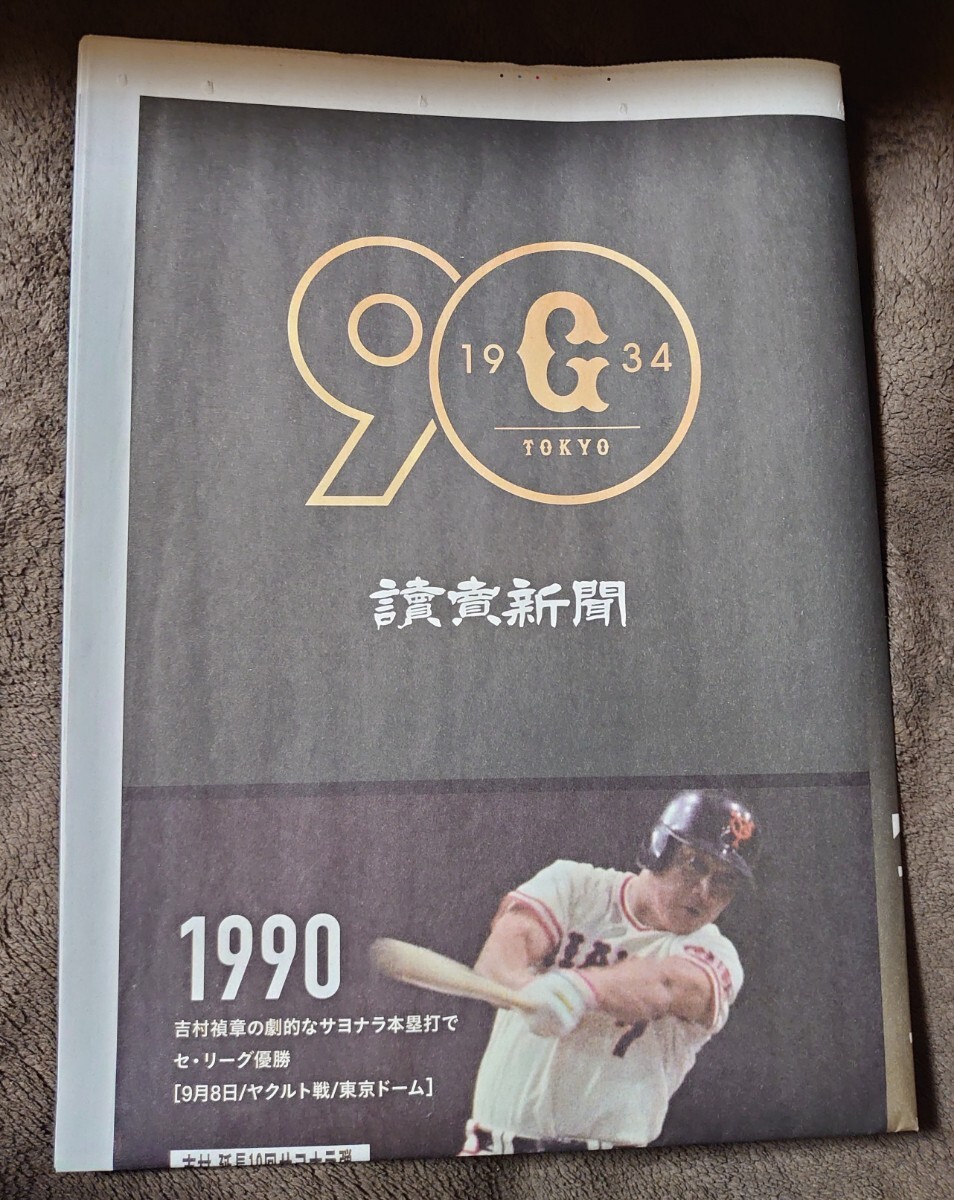 90
19 G 34
TOKYO
讀賣新聞
1990
吉村禎章の劇的なサヨナラ本塁打で
セ・リーグ優勝
[9月8日/ヤクルト戦/東京ドーム]
7